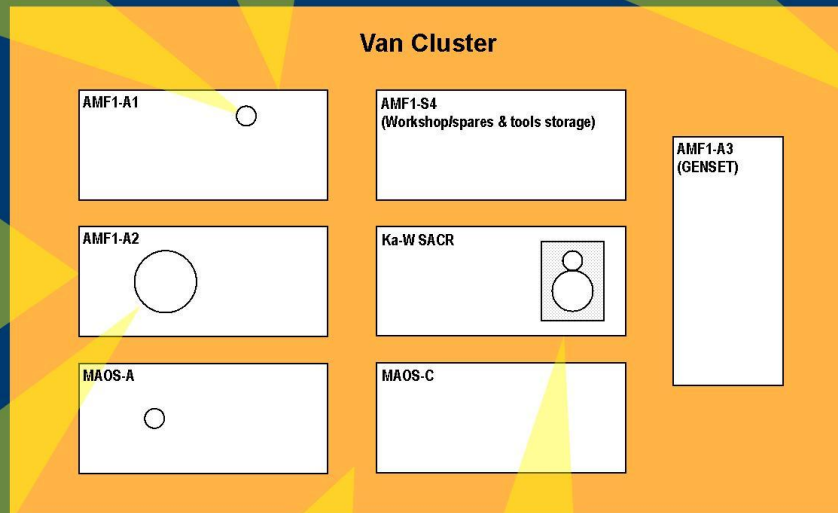 Van Cluster
AMF1-A1
AMF1-S4
(Workshop/spares & tools storage)
AMF1-A3
(GENSET)
AMF1-A2
Ka-W SACR
MAOS-A
MAOS-C